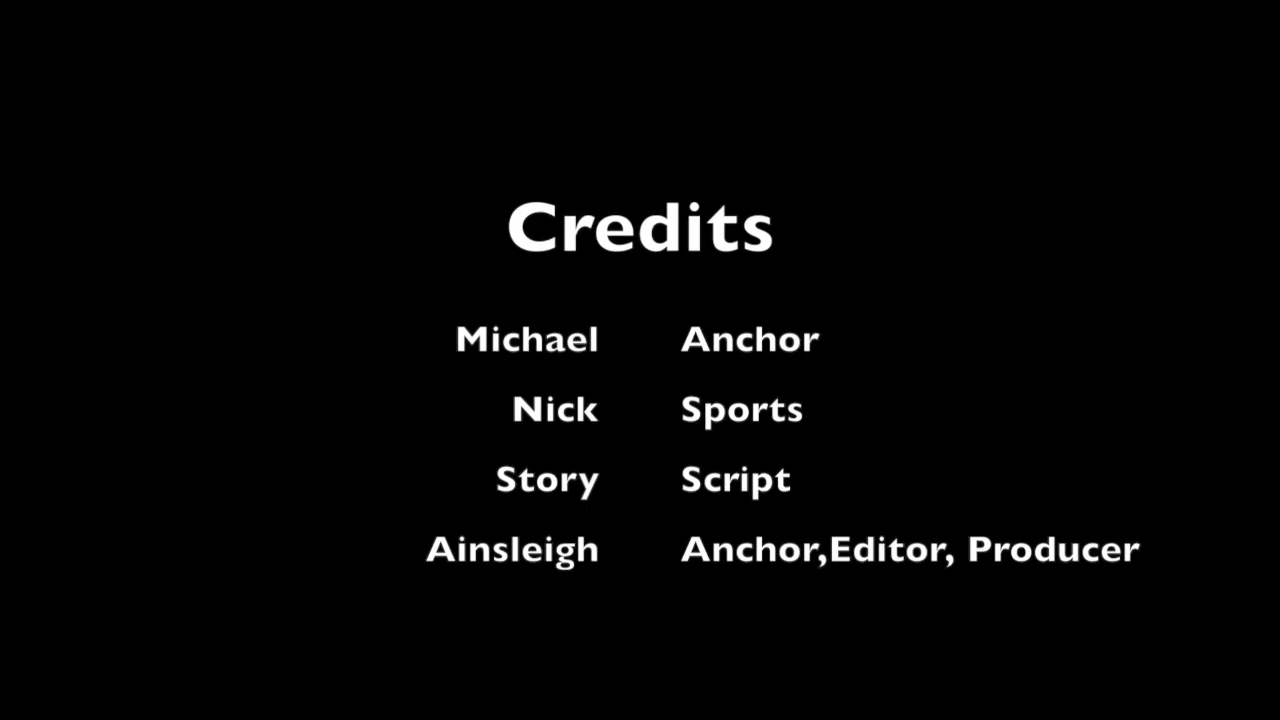 Credits
Michael Anchor
Nick Sports
Story Script
Ainsleigh Anchor,Editor, Producer